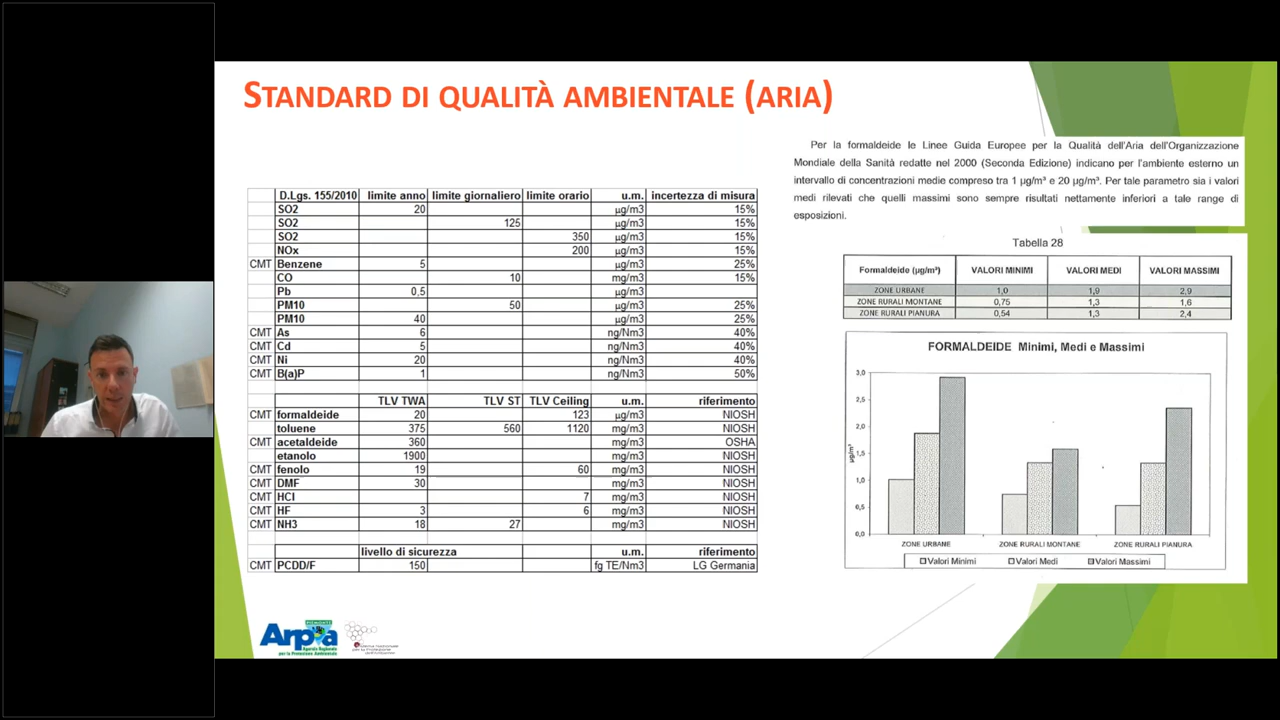 STANDARD DI QUALITÀ AMBIENTALE (ARIA)
D.Lgs. 155/2010 limite anno limite giornaliero limite orario u.m. incertezza di misura
SO2 20 µg/m3 15%
SO2 125 µg/m3 15%
SO2 350 µg/m3 15%
NOx 200 µg/m3 15%
CMT Benzene 5 µg/m3 25%
CO 10 mg/m3 15%
Pb 0,5 µg/m3
PM10 50 µg/m3 25%
PM10 40 µg/m3 25%
CMT As 6 ng/Nm3 40%
CMT Cd 5 ng/Nm3 40%
CMT Ni 20 ng/Nm3 40%
CMT B(a)P 1 ng/Nm3 50%
TLV TWA TLV ST TLV Ceiling u.m. riferimento
CMT formaldeide 20 123 µg/m3 NIOSH
toluene 375 560 1120 mg/m3 NIOSH
CMT acetaldeide 360 mg/m3 OSHA
etanolo 1900 mg/m3 NIOSH
CMT fenolo 19 60 mg/m3 NIOSH
CMT DMF 30 mg/m3 NIOSH
CMT HCl 7 mg/m3 NIOSH
CMT HF 3 6 mg/m3 NIOSH
CMT NH3 18 27 mg/m3 NIOSH
livello di sicurezza u.m. riferimento
CMT PCDD/F 150 fg TE/Nm3 LG Germania
Per la formaldeide le Linee Guida Europee per la Qualità dell'Aria dell'Organizzazione
Mondiale della Sanità redatte nel 2000 (Seconda Edizione) indicano per l'ambiente esterno un
intervallo di concentrazioni medie compreso tra 1 µg/m³ e 20 µg/m³. Per tale parametro sia i valori
medi rilevati che quelli massimi sono sempre risultati nettamente inferiori a tale range di
esposizioni.
Tabella 28
Formaldeide (µg/m³) VALORI MINIMI VALORI MEDI VALORI MASSIMI
ZONE URBANE 1,0 1,9 2,9
ZONE RURALI MONTANE 0,75 1,3 1,6
ZONE RURALI PIANURA 0,54 1,3 2,4
FORMALDEIDE Minimi, Medi e Massimi
3,0
2,5
2,0
1,5
1,0
0,5
0,0
µg/m³
ZONE URBANE ZONE RURALI MONTANE ZONE RURALI PIANURA
Valori Minimi Valori Medi Valori Massimi
PIEMONTE
Arpa
Agenzia Regionale
per la Protezione Ambientale